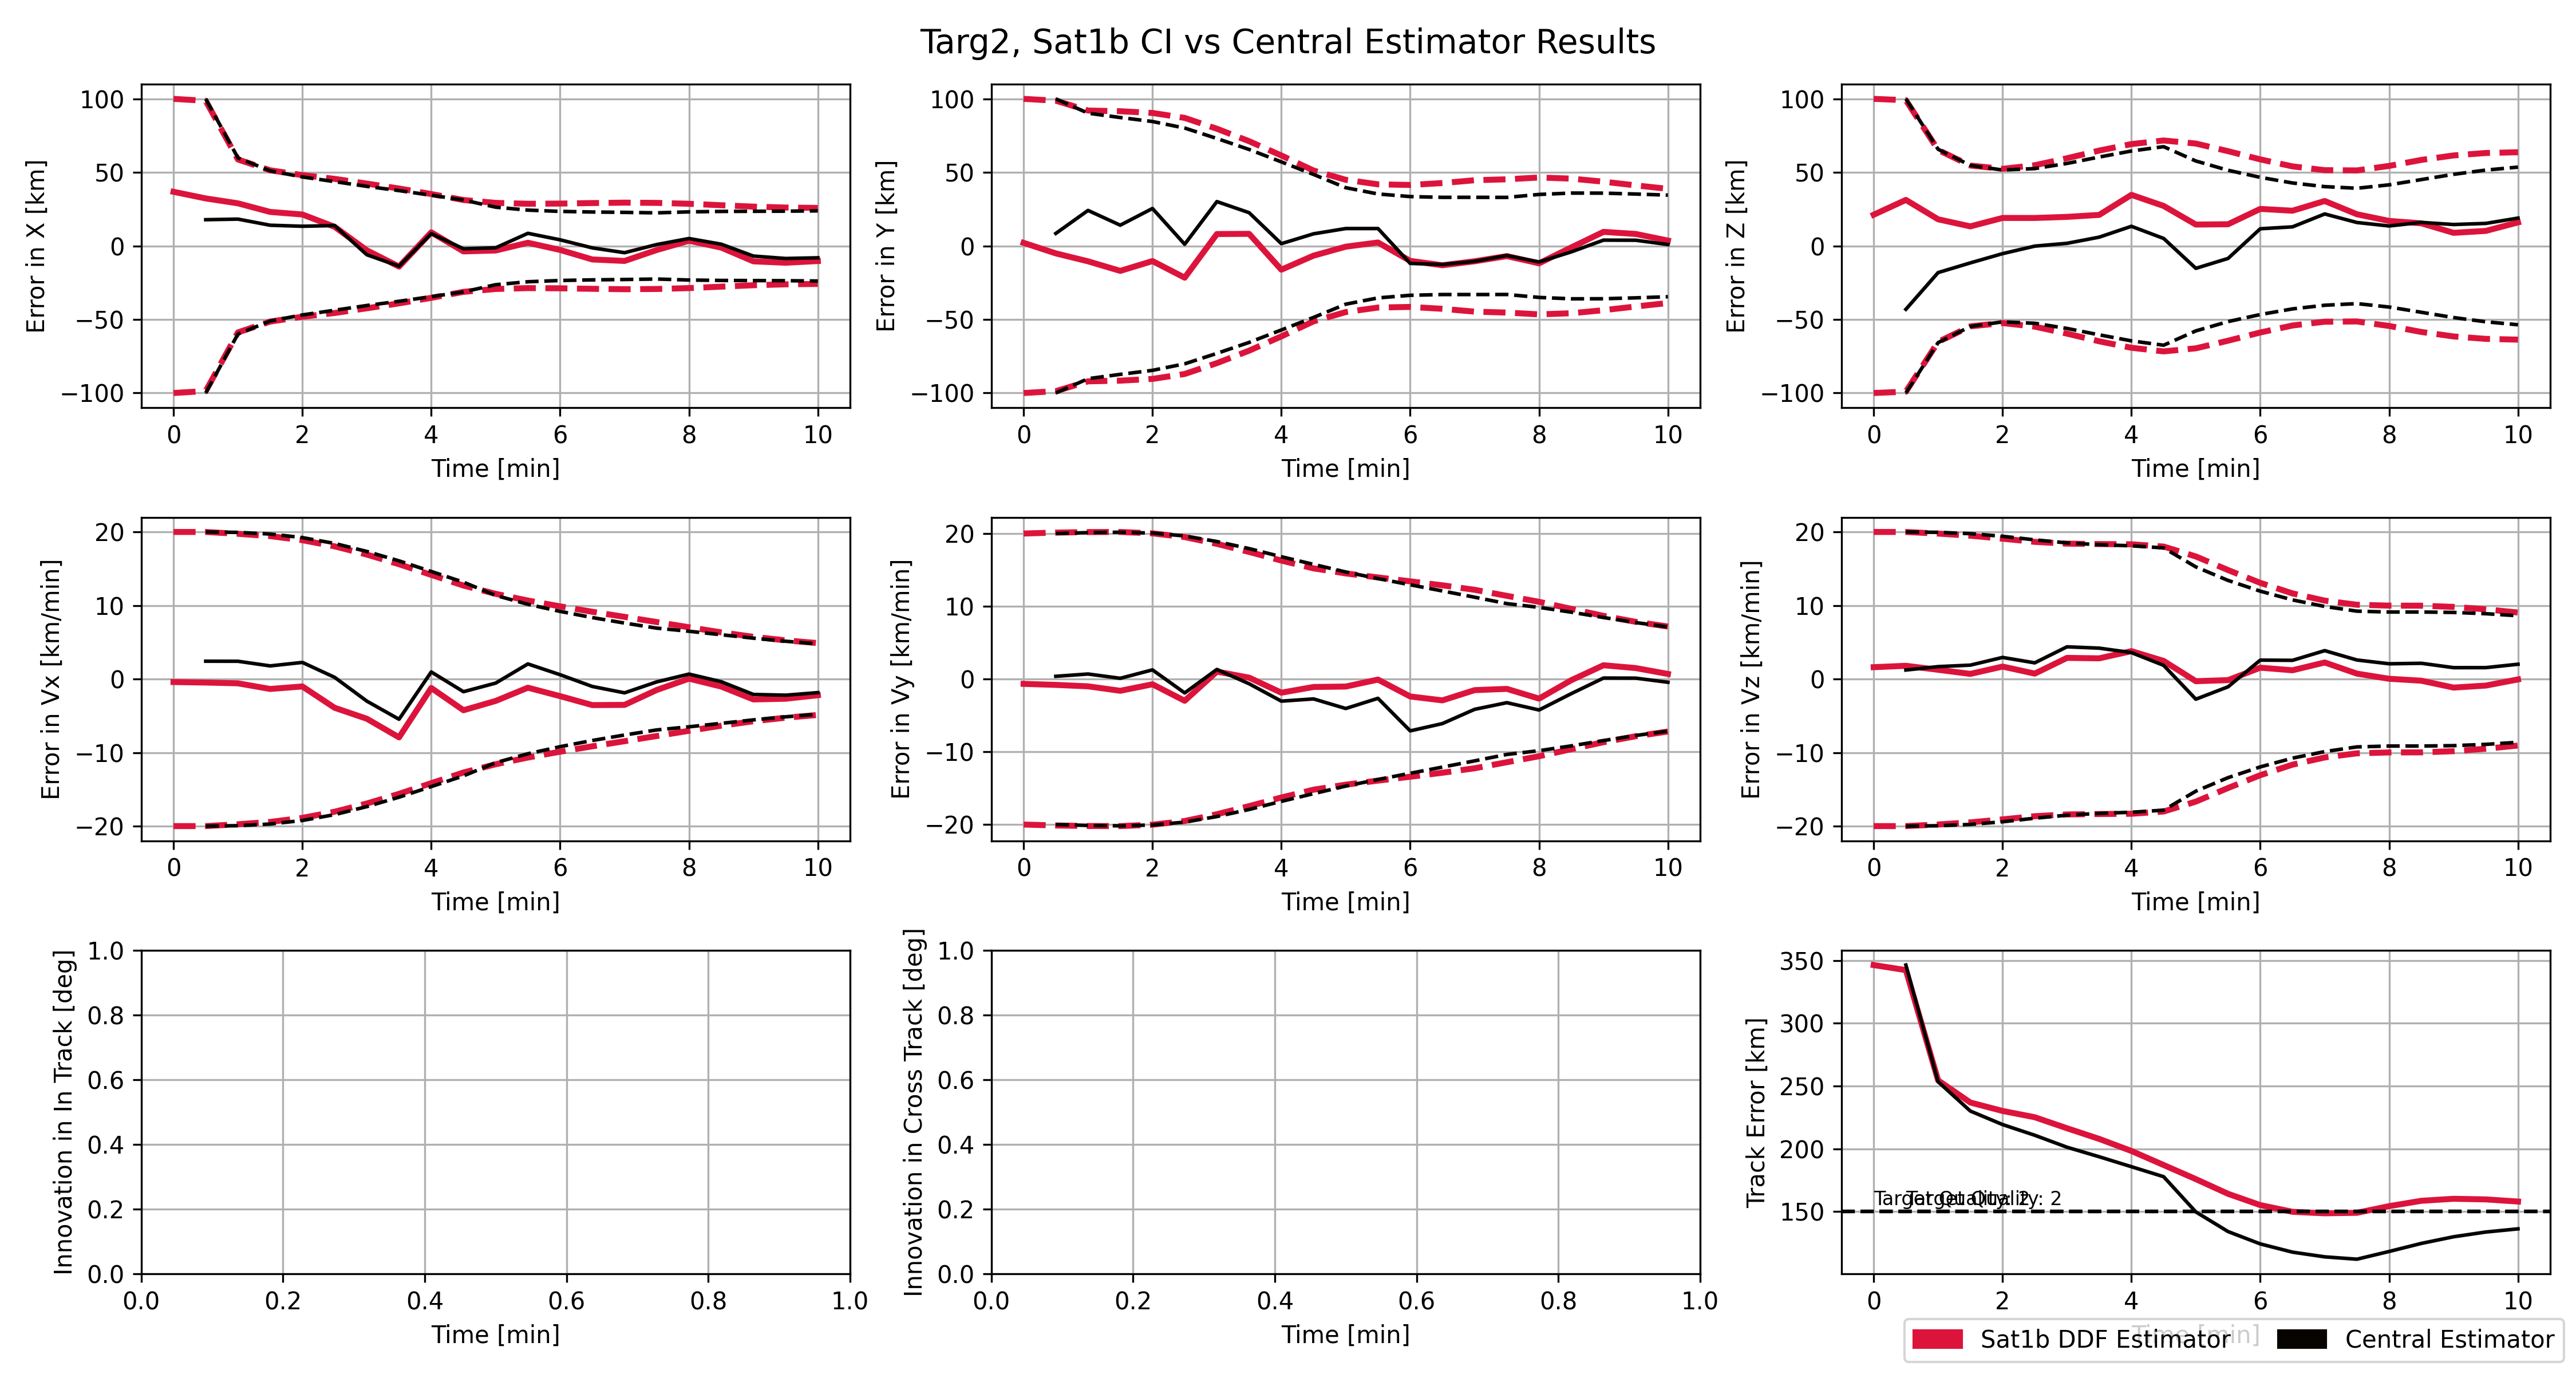 Targ2, Sat1b CI vs Central Estimator Results
Error in X [km]
100
50
0
−50
−100
0 2 4 6 8 10
Time [min]
Error in Y [km]
100
50
0
−50
−100
0 2 4 6 8 10
Time [min]
Error in Z [km]
100
50
0
−50
−100
0 2 4 6 8 10
Time [min]
Error in Vx [km/min]
20
10
0
−10
−20
0 2 4 6 8 10
Time [min]
Error in Vy [km/min]
20
10
0
−10
−20
0 2 4 6 8 10
Time [min]
Error in Vz [km/min]
20
10
0
−10
−20
0 2 4 6 8 10
Time [min]
Innovation in In Track [deg]
1.0
0.8
0.6
0.4
0.2
0.0
0.0 0.2 0.4 0.6 0.8 1.0
Time [min]
Innovation in Cross Track [deg]
1.0
0.8
0.6
0.4
0.2
0.0
0.0 0.2 0.4 0.6 0.8 1.0
Time [min]
Track Error [km]
350
300
250
200
150
Target Quality: 2
Target Quality: 2
0 2 4 6 8 10
Time [min]
Sat1b DDF Estimator
Central Estimator